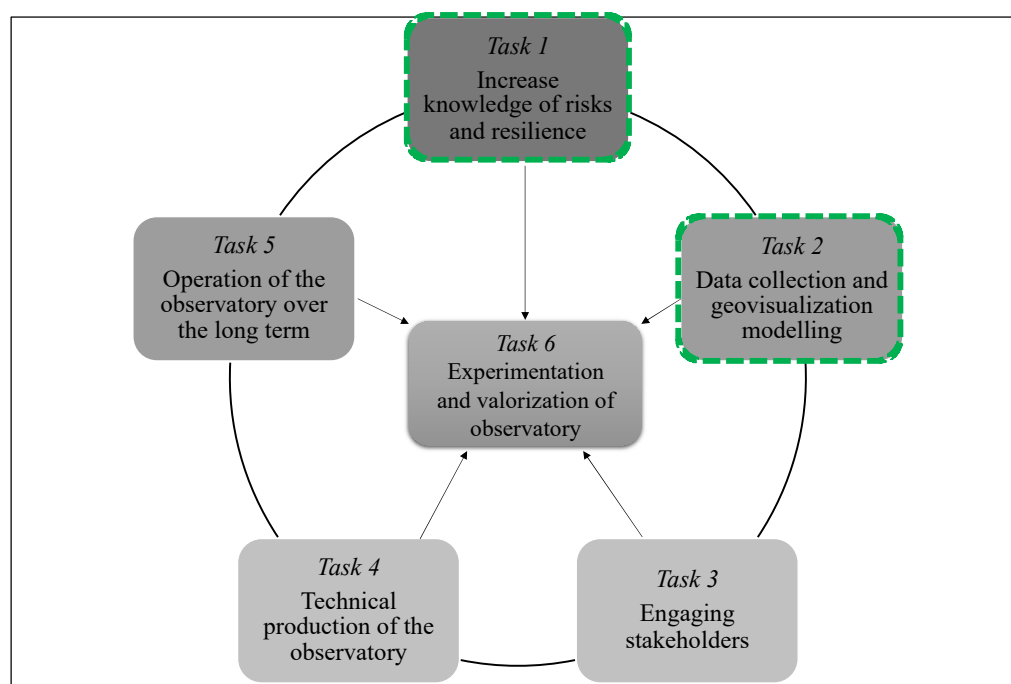 Task 1
Increase
knowledge of risks
and resilience
Task 5
Operation of the
observatory over
the long term
Task 2
Data collection and
geovisualization
modelling
Task 6
Experimentation
and valorization of
observatory
Task 4
Technical
production of the
observatory
Task 3
Engaging
stakeholders